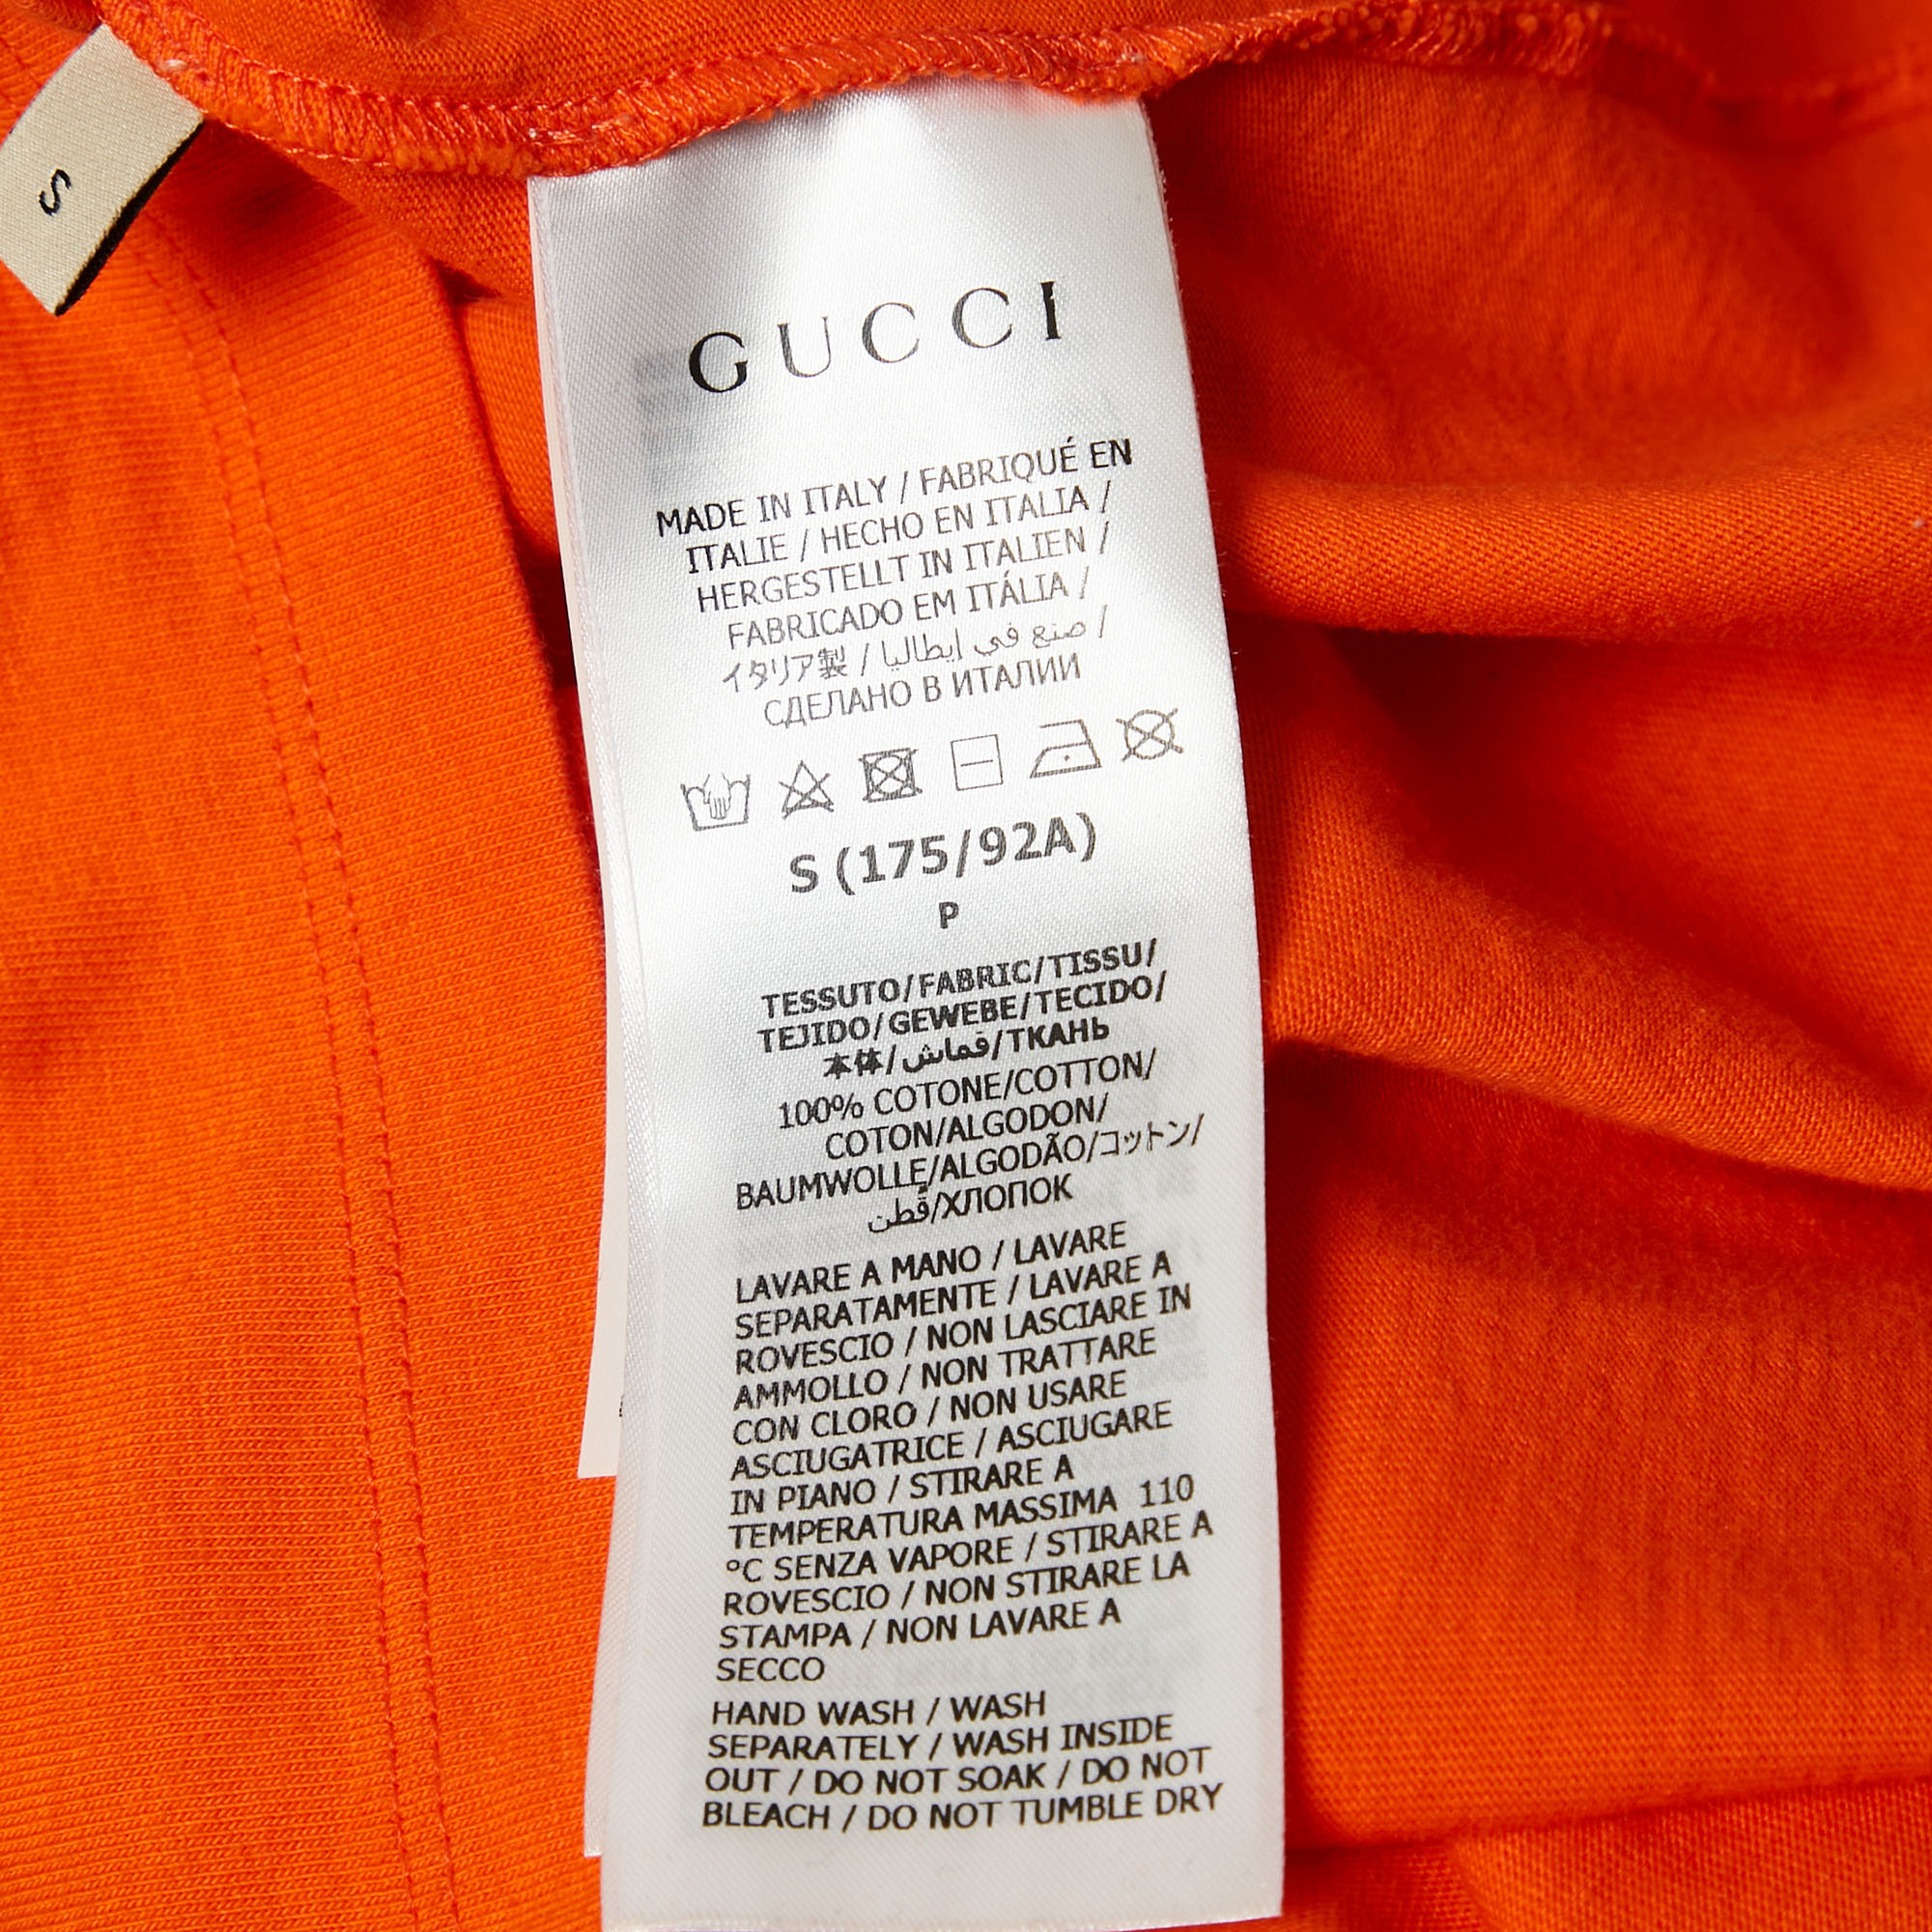 S
GUCCI
MADE IN ITALY / FABRIQUÉ EN
ITALIE / HECHO EN ITALIA /
HERGESTELLT IN ITALIEN /
FABRICADO EM ITÁLIA /
イタリア製 / صنع في إيطاليا /
СДЕЛАНО В ИТАЛИИ
S (175/92A)
P
TESSUTO/FABRIC/TISSU/
TEJIDO/GEWEBE/TECIDO/
本体/قماش/ТКАНЬ
100% COTONE/COTTON/
COTON/ALGODON/
BAUMWOLLE/ALGODÃO/コットン/
قُطن/ХЛОПОК
LAVARE A MANO / LAVARE
SEPARATAMENTE / LAVARE A
ROVESCIO / NON LASCIARE IN
AMMOLLO / NON TRATTARE
CON CLORO / NON USARE
ASCIUGATRICE / ASCIUGARE
IN PIANO / STIRARE A
TEMPERATURA MASSIMA 110
°C SENZA VAPORE / STIRARE A
ROVESCIO / NON STIRARE LA
STAMPA / NON LAVARE A
SECCO
HAND WASH / WASH
SEPARATELY / WASH INSIDE
OUT / DO NOT SOAK / DO NOT
BLEACH / DO NOT TUMBLE DRY